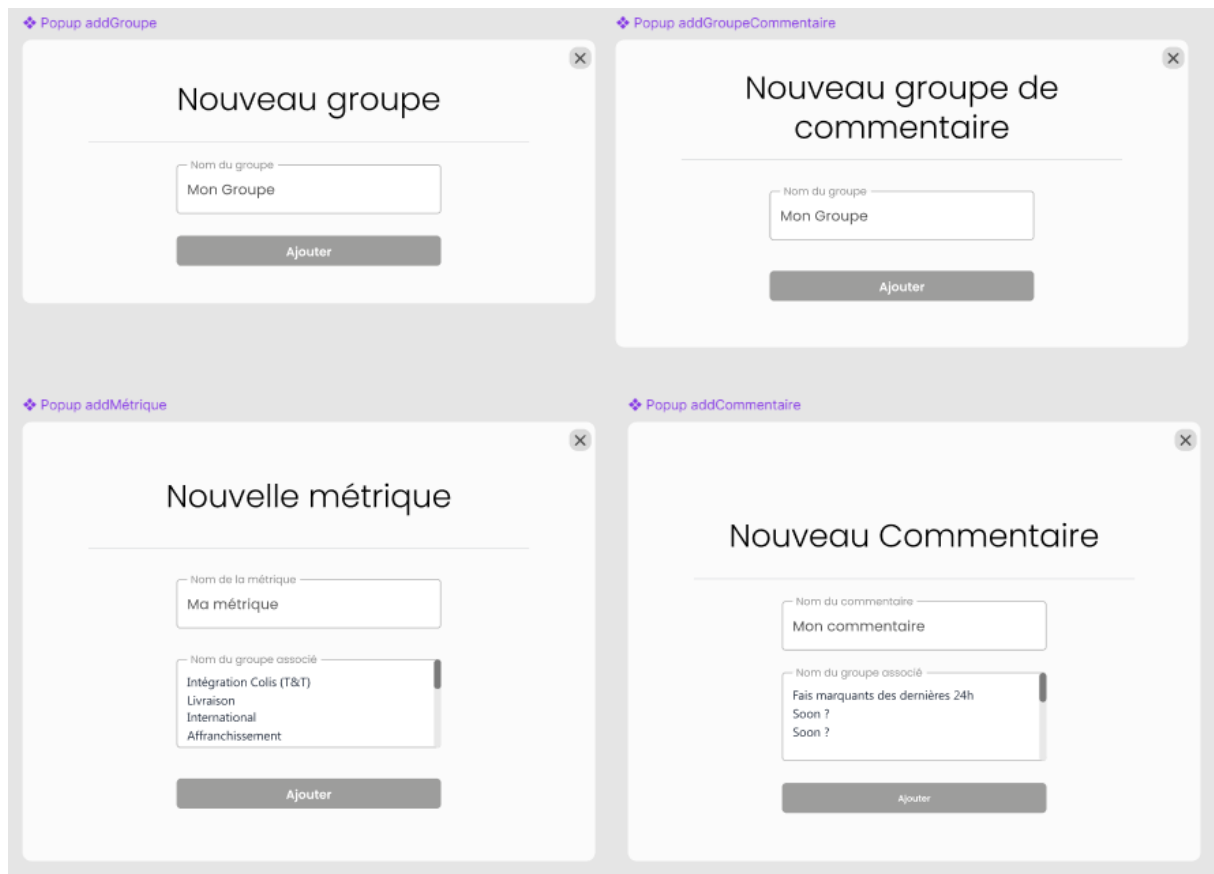 Popup addGroupe
Nouveau groupe
Nom du groupe
Mon Groupe
Ajouter
Popup addGroupeCommentaire
Nouveau groupe de
commentaire
Nom du groupe
Mon Groupe
Ajouter
Popup addMétrique
Nouvelle métrique
Nom de la métrique
Ma métrique
Nom du groupe associé
Intégration Colis (T&T)
Livraison
International
Affranchissement
Ajouter
Popup addCommentaire
Nouveau Commentaire
Nom du commentaire
Mon commentaire
Nom du groupe associé
Fais marquants des dernières 24h
Soon ?
Soon ?
Ajouter